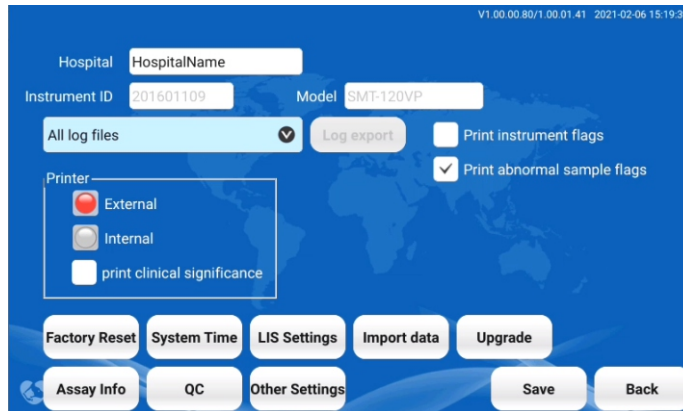 V1.00.00.80/1.00.01.41 2021-02-06 15:19:3
Hospital HospitalName
Instrument ID 201601109 Model SMT-120VP
All log files Log export Print instrument flags
Print abnormal sample flags
Printer
External
Internal
print clinical significance
Factory Reset System Time LIS Settings Import data Upgrade
Assay Info QC Other Settings Save Back